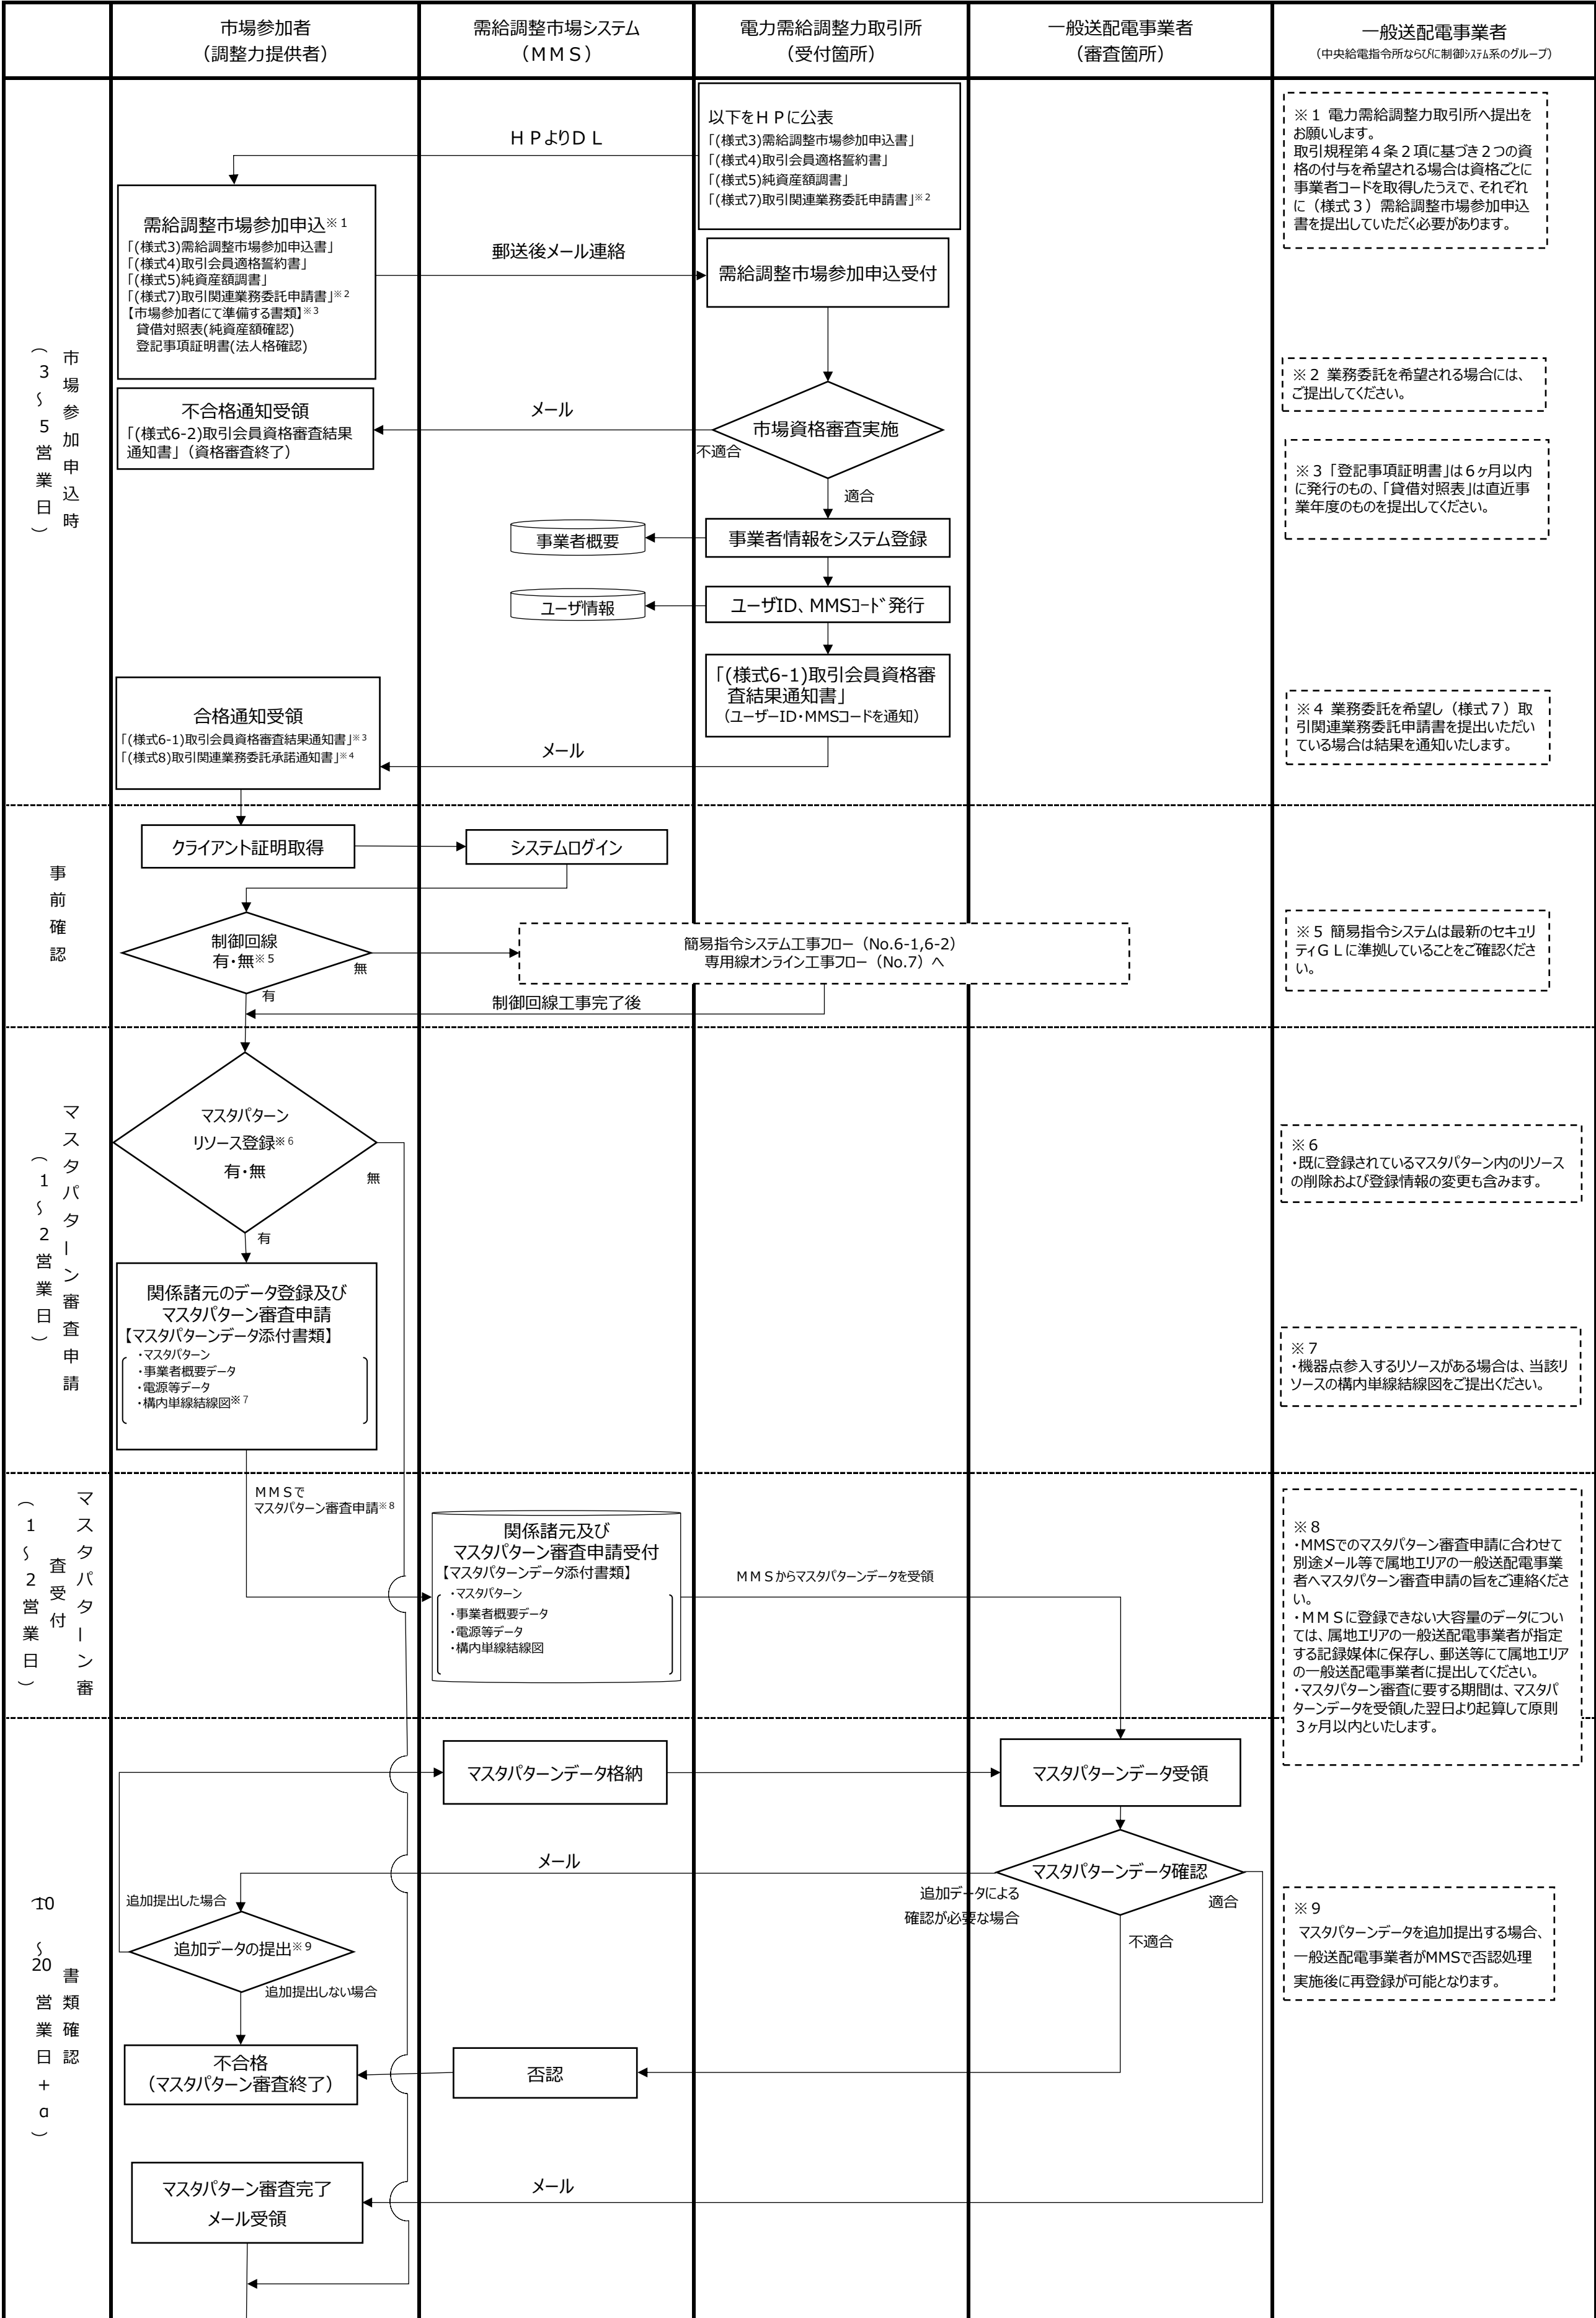 市場参加者
（調整力提供者）
需給調整市場システム
（ＭＭＳ）
電力需給調整力取引所
（受付箇所）
一般送配電事業者
（審査箇所）
一般送配電事業者
（中央給電指令所ならびに制御ｼｽﾃﾑ系のグループ）
市場参加申込時
（３～５営業日）
以下をＨＰに公表
「(様式3)需給調整市場参加申込書」
「(様式4)取引会員適格誓約書」
「(様式5)純資産額調書」
「(様式7)取引関連業務委託申請書」※2
ＨＰよりＤＬ
※１ 電力需給調整力取引所へ提出を
お願いします。
取引規程第４条２項に基づき２つの資
格の付与を希望される場合は資格ごとに
事業者コードを取得したうえで、それぞれ
に（様式３）需給調整市場参加申込
書を提出していただく必要があります。
需給調整市場参加申込※1
「(様式3)需給調整市場参加申込書」
「(様式4)取引会員適格誓約書」
「(様式5)純資産額調書」
「(様式7)取引関連業務委託申請書」※2
【市場参加者にて準備する書類】※3
貸借対照表(純資産額確認)
登記事項証明書(法人格確認)
郵送後メール連絡
需給調整市場参加申込受付
※２ 業務委託を希望される場合には、
ご提出してください。
不合格通知受領
「(様式6-2)取引会員資格審査結果
通知書」（資格審査終了）
メール
市場資格審査実施
不適合
適合
※３「登記事項証明書」は６ヶ月以内
に発行のもの、「貸借対照表」は直近事
業年度のものを提出してください。
事業者概要
事業者情報をシステム登録
ユーザ情報
ユーザID、MMSｺｰﾄﾞ発行
「(様式6-1)取引会員資格審
査結果通知書」
（ユーザーID・MMSコードを通知）
合格通知受領
「(様式6-1)取引会員資格審査結果通知書」※3
「(様式8)取引関連業務委託承諾通知書」※4
メール
※４ 業務委託を希望し（様式７）取
引関連業務委託申請書を提出いただい
ている場合は結果を通知いたします。
事前確認
クライアント証明取得
システムログイン
制御回線
有・無※5
無
有
簡易指令システム工事フロー（No.6-1,6-2）
専用線オンライン工事フロー（No.7）へ
制御回線工事完了後
※５ 簡易指令システムは最新のセキュリ
ティＧＬに準拠していることをご確認くださ
い。
マスタパターン審査申請
（１～２営業日）
マスタパターン
リソース登録※6
有・無
無
有
※６
・既に登録されているマスタパターン内のリソース
の削除および登録情報の変更も含みます。
関係諸元のデータ登録及び
マスタパターン審査申請
【マスタパターンデータ添付書類】
・マスタパターン
・事業者概要データ
・電源等データ
・構内単線結線図※7
※７
・機器点参入するリソースがある場合は、当該リ
ソースの構内単線結線図をご提出ください。
マスタパターン審
査受付
（１～２営業日）
ＭＭＳで
マスタパターン審査申請※8
関係諸元及び
マスタパターン審査申請受付
【マスタパターンデータ添付書類】
・マスタパターン
・事業者概要データ
・電源等データ
・構内単線結線図
ＭＭＳからマスタパターンデータを受領
※８
・MMSでのマスタパターン審査申請に合わせて
別途メール等で属地エリアの一般送配電事業
者へマスタパターン審査申請の旨をご連絡くださ
い。
・ＭＭＳに登録できない大容量のデータについ
ては、属地エリアの一般送配電事業者が指定
する記録媒体に保存し、郵送等にて属地エリア
の一般送配電事業者に提出してください。
・マスタパターン審査に要する期間は、マスタパ
ターンデータを受領した翌日より起算して原則
３ヶ月以内といたします。
書類確認
（10～20営業日+α）
マスタパターンデータ格納
マスタパターンデータ受領
メール
マスタパターンデータ確認
追加データによる
確認が必要な場合
適合
不適合
追加提出した場合
追加データの提出※9
追加提出しない場合
※９
マスタパターンデータを追加提出する場合、
一般送配電事業者がMMSで否認処理
実施後に再登録が可能となります。
不合格
（マスタパターン審査終了）
否認
マスタパターン審査完了
メール受領
メール